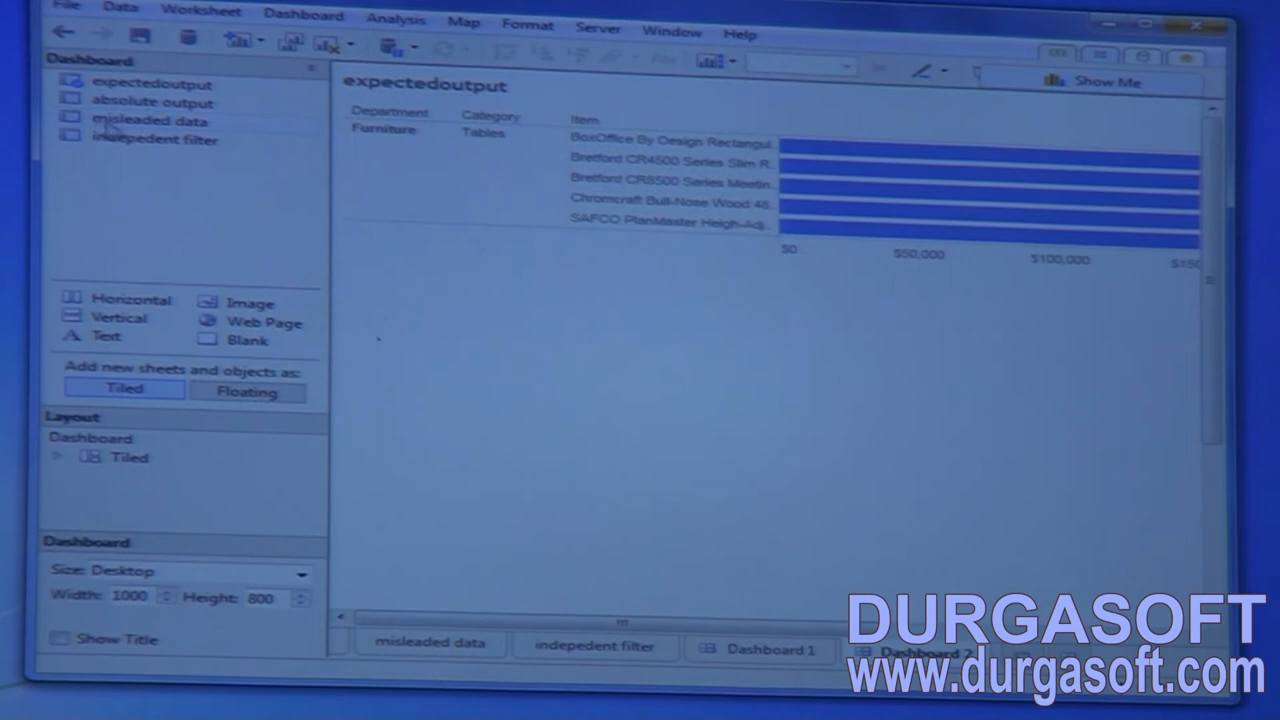 File Data Worksheet Dashboard Analysis Map Format Server Window Help
Show Me
Dashboard
expectedoutput
absolute output
misleaded data
indepedent filter
Horizontal Image
Vertical Web Page
Text Blank
Add new sheets and objects as:
Tiled Floating
Layout
Dashboard
Tiled
Dashboard
Size: Desktop
Width: 1000 Height: 800
Show Title
expectedoutput
Department Category Item
Furniture Tables BoxOffice By Design Rectangul..
Bretford CR4500 Series Slim R..
Bretford CR8500 Series Meetin..
Chromcraft Bull-Nose Wood 48..
SAFCO PlanMaster Heigh-Adj..
$0 $50,000 $100,000 $150
misleaded data indepedent filter Dashboard 1 Dashboard 2
DURGASOFT
www.durgasoft.com